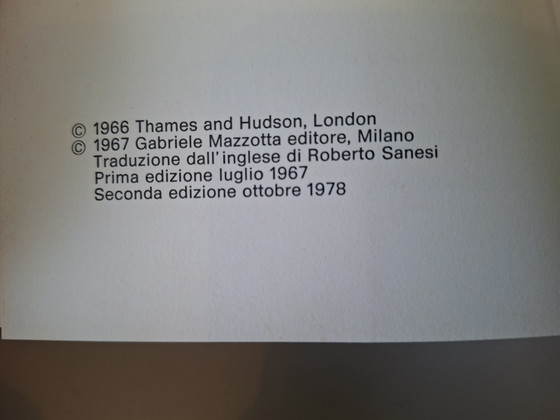 © 1966 Thames and Hudson, London
© 1967 Gabriele Mazzotta editore, Milano
Traduzione dall'inglese di Roberto Sanesi
Prima edizione luglio 1967
Seconda edizione ottobre 1978